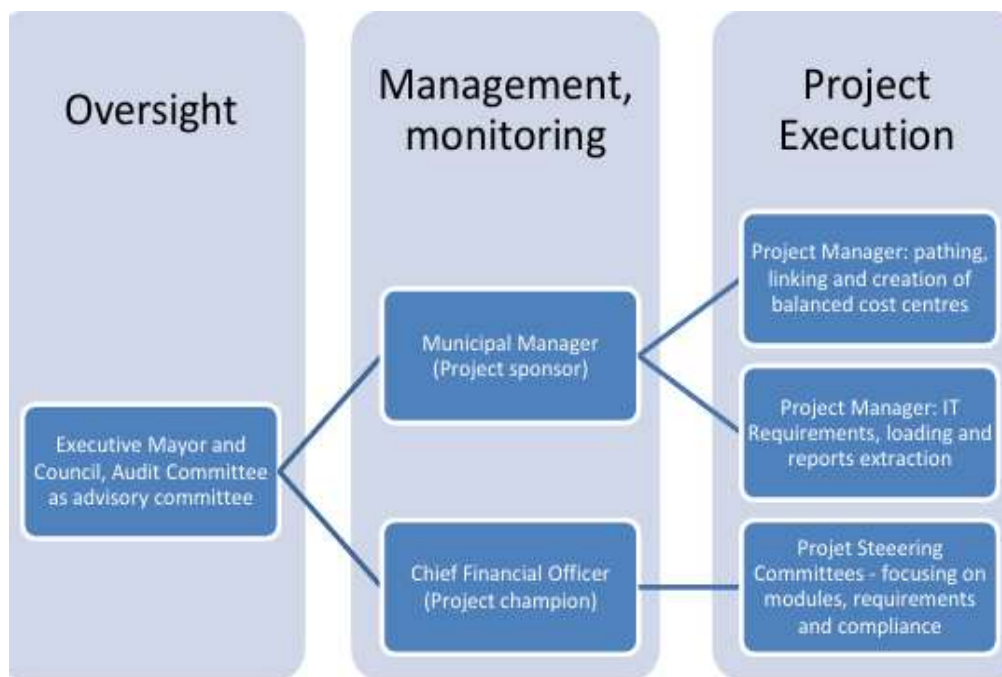 Oversight
Management,
monitoring
Project
Execution
Executive Mayor and
Council, Audit Committee
as advisory committee
Municipal Manager
(Project sponsor)
Chief Financial Officer
(Project champion)
Project Manager: pathing,
linking and creation of
balanced cost centres
Project Manager: IT
Requirements, loading and
reports extraction
Projet Steeering
Committees - focusing on
modules, requirements
and compliance